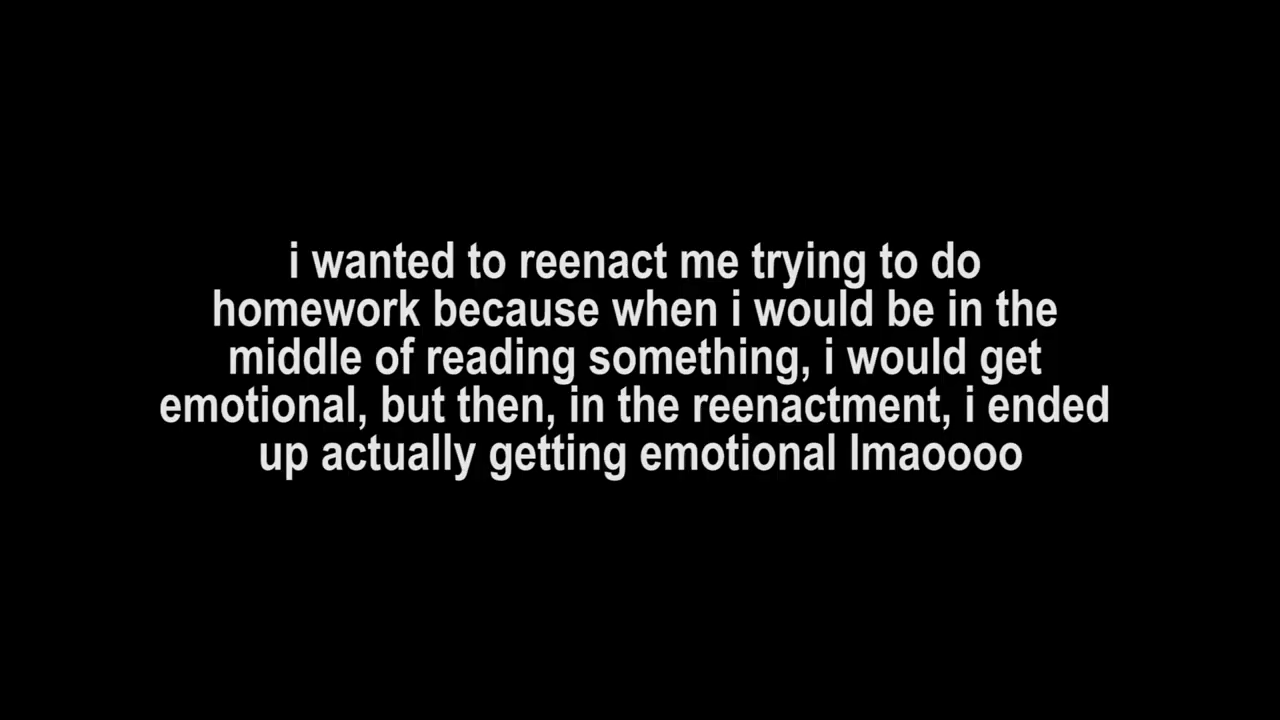 i wanted to reenact me trying to do
homework because when i would be in the
middle of reading something, i would get
emotional, but then, in the reenactment, i ended
up actually getting emotional lmaoooo